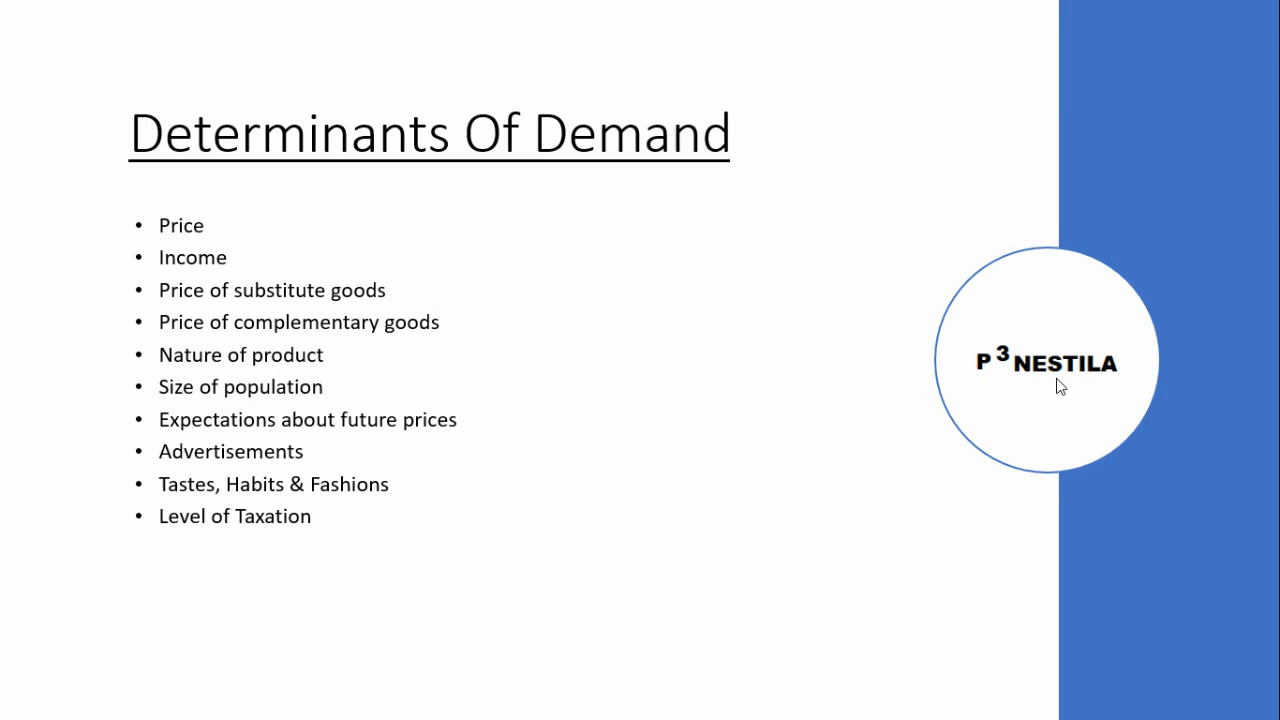 Determinants Of Demand
• Price
• Income
• Price of substitute goods
• Price of complementary goods
• Nature of product
• Size of population
• Expectations about future prices
• Advertisements
• Tastes, Habits & Fashions
• Level of Taxation
P 3 NESTILA